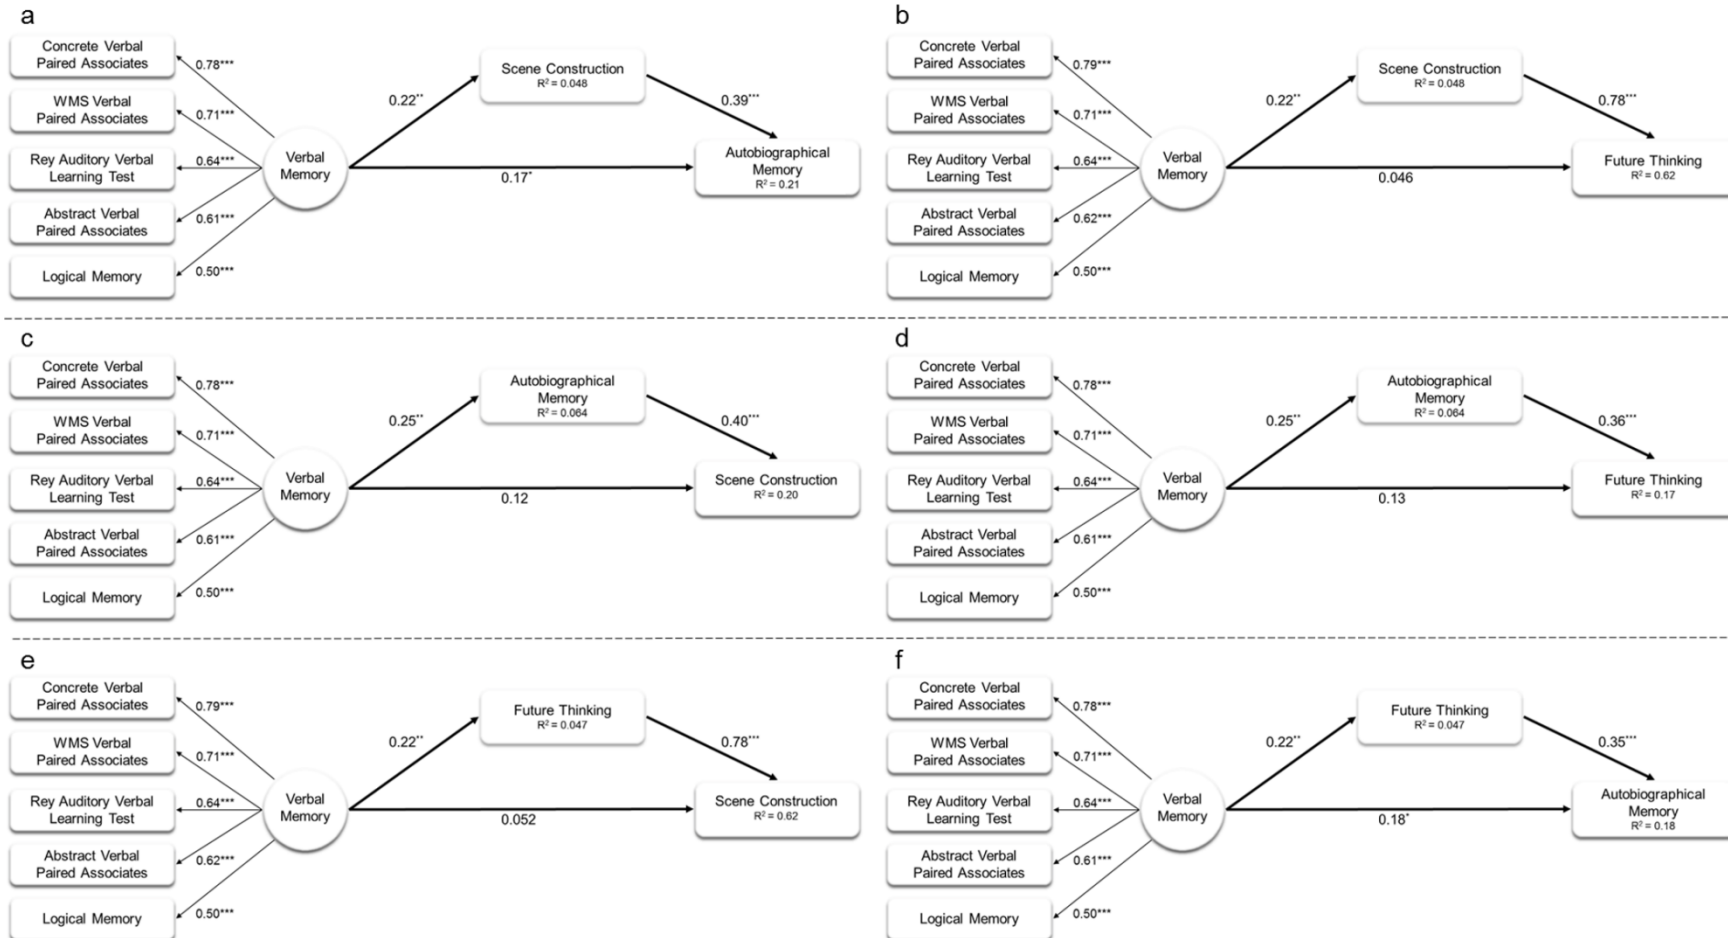 a
Concrete Verbal
Paired Associates
WMS Verbal
Paired Associates
Rey Auditory Verbal
Learning Test
Abstract Verbal
Paired Associates
Logical Memory
0.78***
0.71***
0.64***
0.61***
0.50***
Verbal
Memory
0.22**
Scene Construction
R² = 0.048
0.39***
0.17*
Autobiographical
Memory
R² = 0.21
b
Concrete Verbal
Paired Associates
WMS Verbal
Paired Associates
Rey Auditory Verbal
Learning Test
Abstract Verbal
Paired Associates
Logical Memory
0.79***
0.71***
0.64***
0.62***
0.50***
Verbal
Memory
0.22**
Scene Construction
R² = 0.048
0.78***
0.046
Future Thinking
R² = 0.62
c
Concrete Verbal
Paired Associates
WMS Verbal
Paired Associates
Rey Auditory Verbal
Learning Test
Abstract Verbal
Paired Associates
Logical Memory
0.78***
0.71***
0.64***
0.61***
0.50***
Verbal
Memory
0.25**
Autobiographical
Memory
R² = 0.064
0.40***
0.12
Scene Construction
R² = 0.20
d
Concrete Verbal
Paired Associates
WMS Verbal
Paired Associates
Rey Auditory Verbal
Learning Test
Abstract Verbal
Paired Associates
Logical Memory
0.78***
0.71***
0.64***
0.61***
0.50***
Verbal
Memory
0.25**
Autobiographical
Memory
R² = 0.064
0.36***
0.13
Future Thinking
R² = 0.17
e
Concrete Verbal
Paired Associates
WMS Verbal
Paired Associates
Rey Auditory Verbal
Learning Test
Abstract Verbal
Paired Associates
Logical Memory
0.79***
0.71***
0.64***
0.62***
0.50***
Verbal
Memory
0.22**
Future Thinking
R² = 0.047
0.78***
0.052
Scene Construction
R² = 0.62
f
Concrete Verbal
Paired Associates
WMS Verbal
Paired Associates
Rey Auditory Verbal
Learning Test
Abstract Verbal
Paired Associates
Logical Memory
0.78***
0.71***
0.64***
0.61***
0.50***
Verbal
Memory
0.22**
Future Thinking
R² = 0.047
0.35***
0.18*
Autobiographical
Memory
R² = 0.18